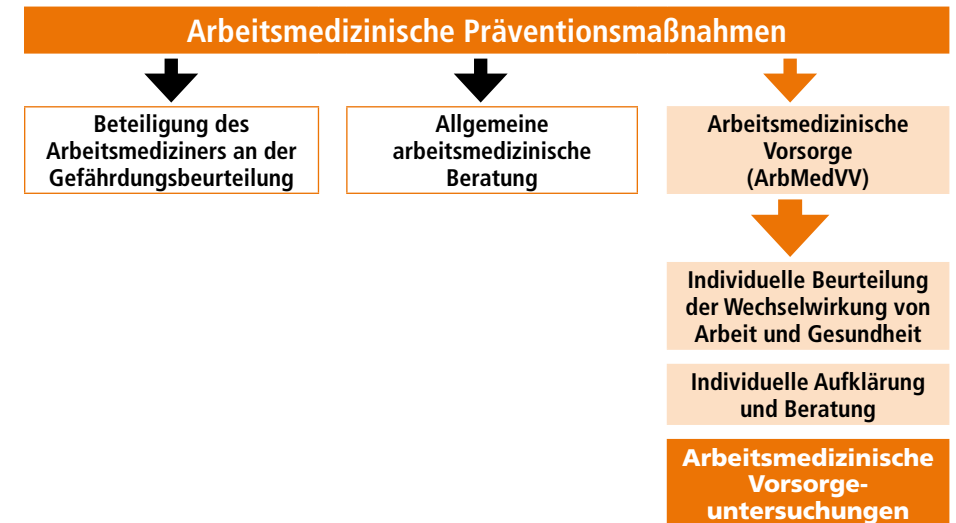 Arbeitsmedizinische Präventionsmaßnahmen
Beteiligung des
Arbeitsmediziners an der
Gefährdungsbeurteilung
Allgemeine
arbeitsmedizinische
Beratung
Arbeitsmedizinische
Vorsorge
(ArbMedVV)
Individuelle Beurteilung
der Wechselwirkung von
Arbeit und Gesundheit
Individuelle Aufklärung
und Beratung
Arbeitsmedizinische
Vorsorge-
untersuchungen